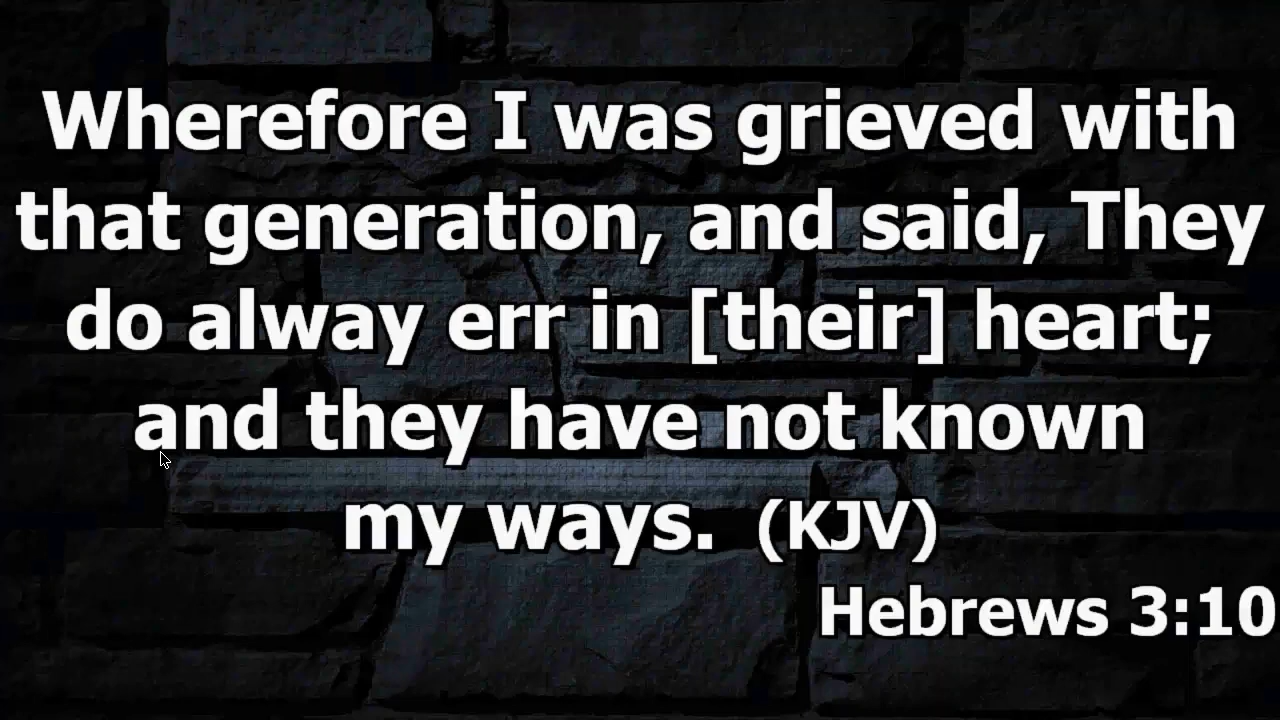 Wherefore I was grieved with
that generation, and said, They
do alway err in [their] heart;
and they have not known
my ways. (KJV)
Hebrews 3:10